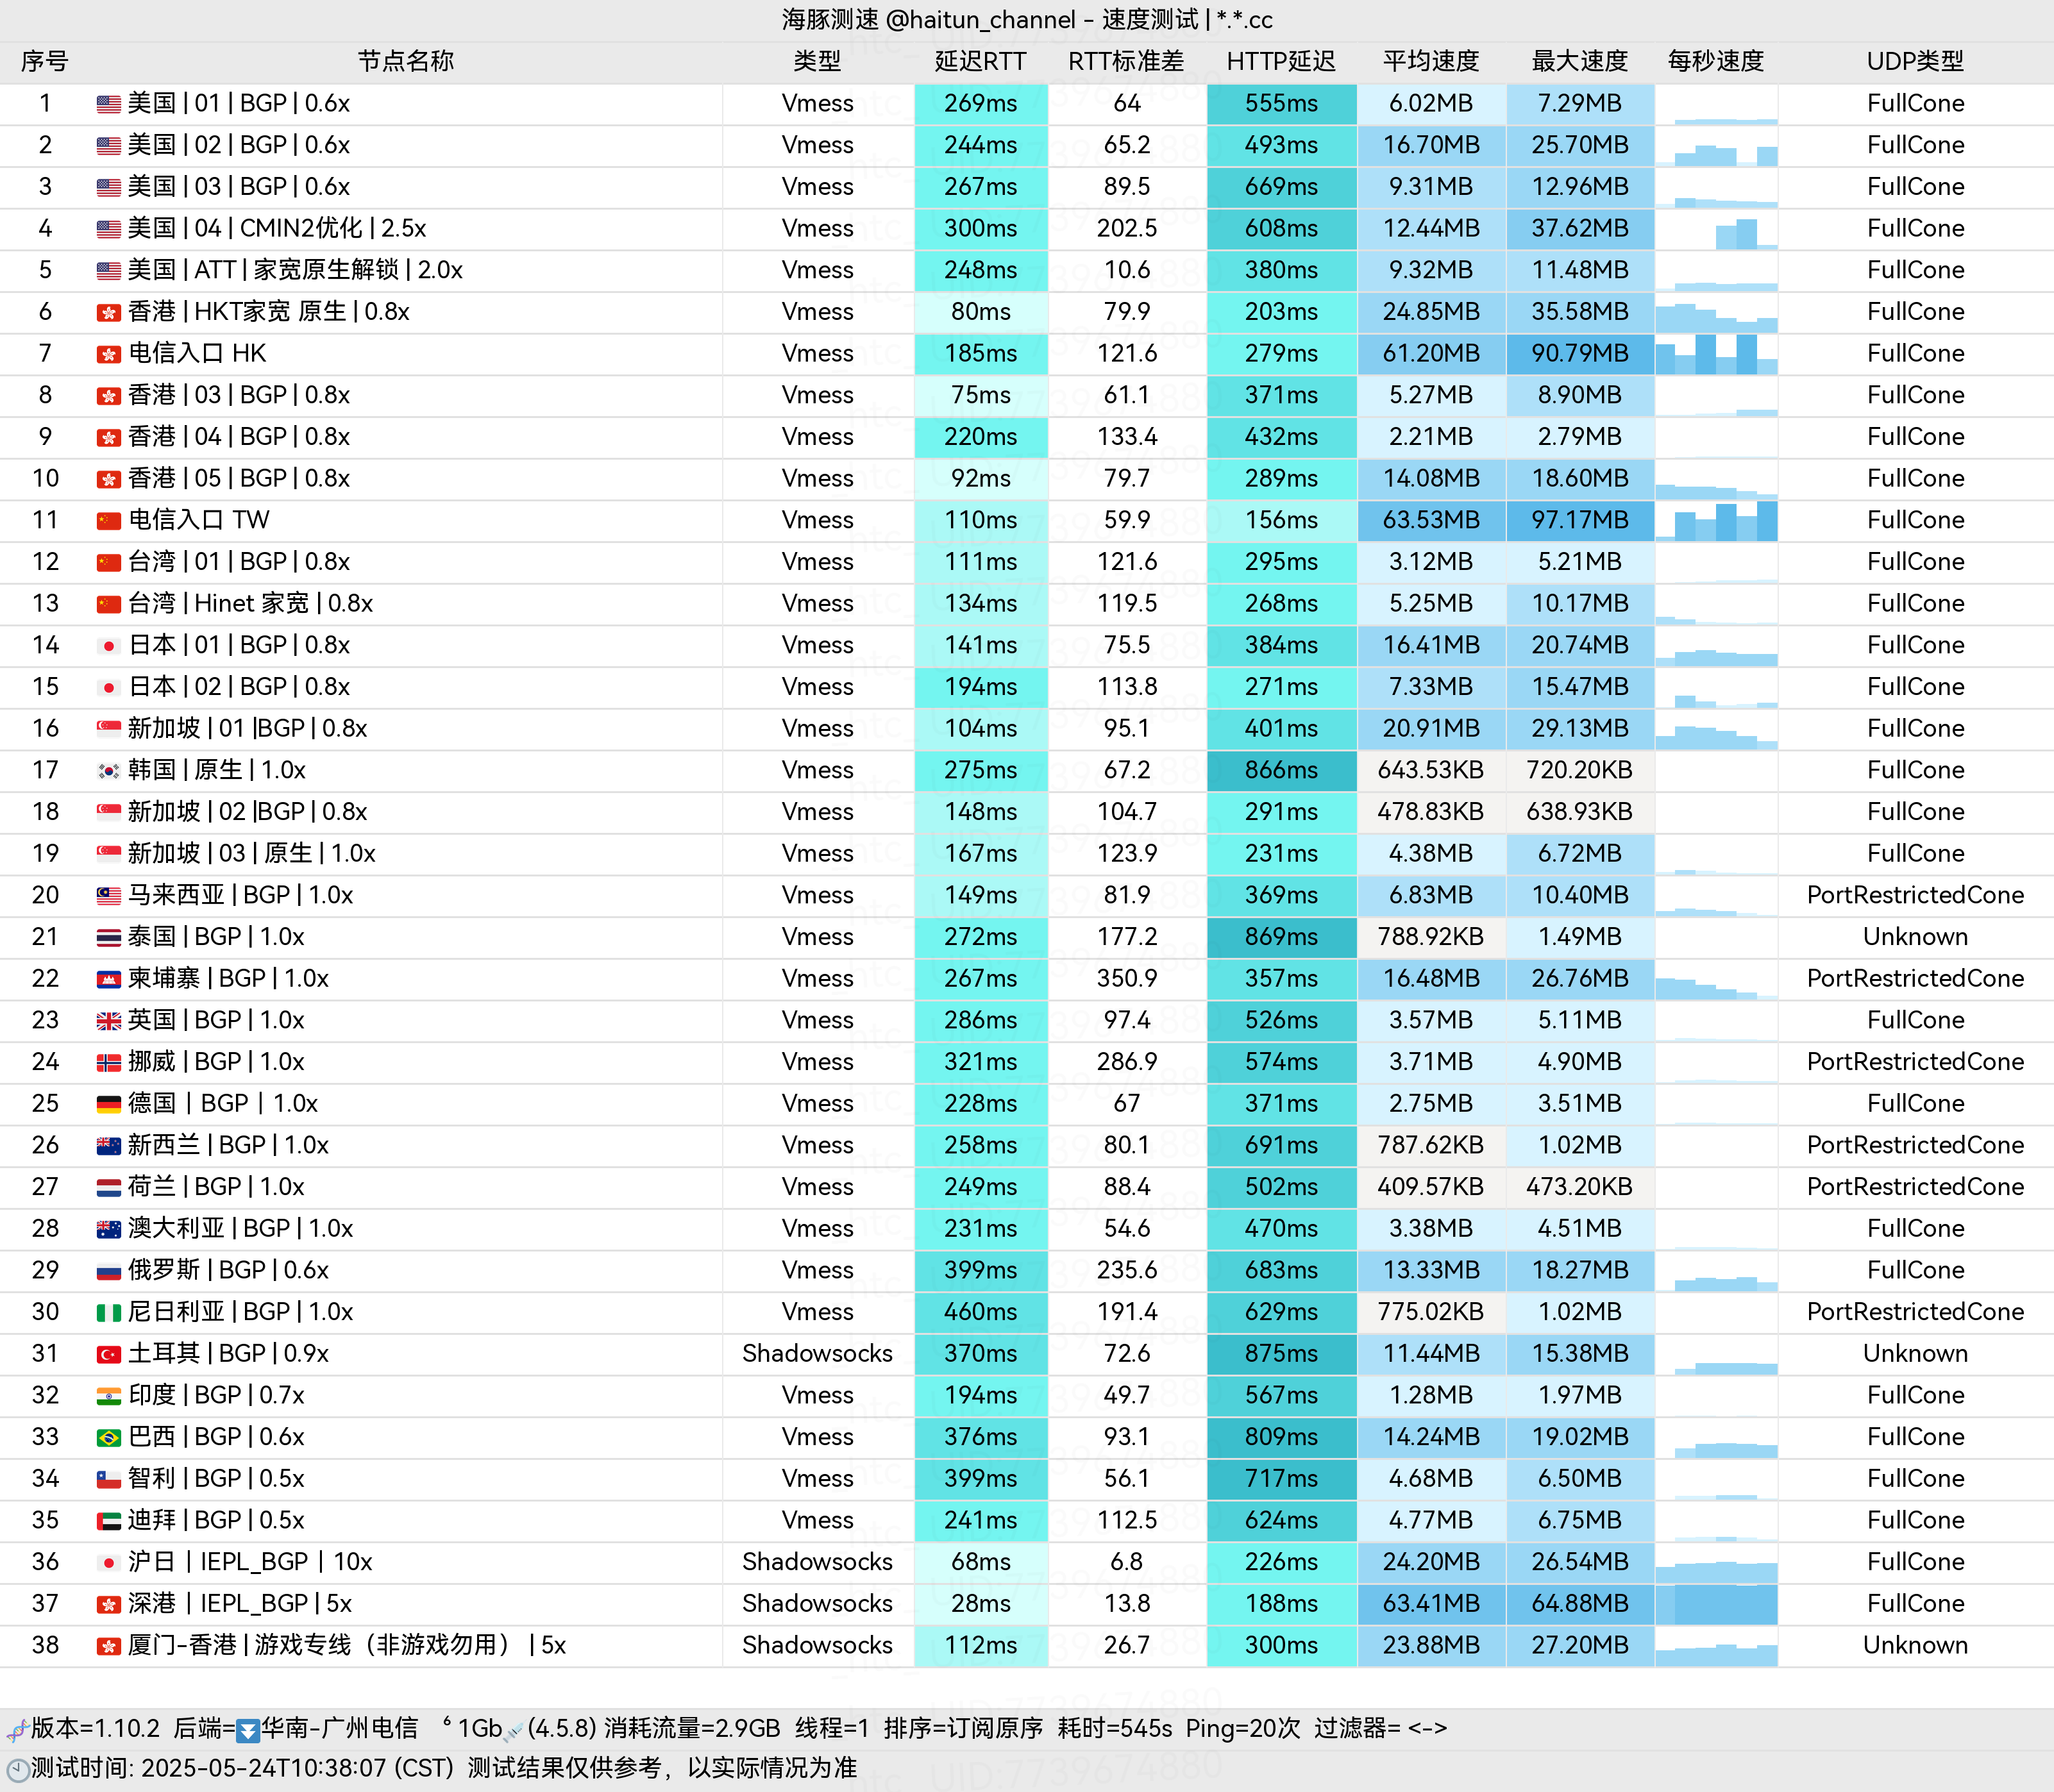 海豚测速 @haitun_channel - 速度测试 | *.*.cc
序号 节点名称 类型 延迟RTT RTT标准差 HTTP延迟 平均速度 最大速度 每秒速度 UDP类型
1 美国 | 01 | BGP | 0.6x Vmess 269ms 64 555ms 6.02MB 7.29MB FullCone
2 美国 | 02 | BGP | 0.6x Vmess 244ms 65.2 493ms 16.70MB 25.70MB FullCone
3 美国 | 03 | BGP | 0.6x Vmess 267ms 89.5 669ms 9.31MB 12.96MB FullCone
4 美国 | 04 | CMIN2优化 | 2.5x Vmess 300ms 202.5 608ms 12.44MB 37.62MB FullCone
5 美国 | ATT | 家宽原生解锁 | 2.0x Vmess 248ms 10.6 380ms 9.32MB 11.48MB FullCone
6 香港 | HKT家宽 原生 | 0.8x Vmess 80ms 79.9 203ms 24.85MB 35.58MB FullCone
7 电信入口 HK Vmess 185ms 121.6 279ms 61.20MB 90.79MB FullCone
8 香港 | 03 | BGP | 0.8x Vmess 75ms 61.1 371ms 5.27MB 8.90MB FullCone
9 香港 | 04 | BGP | 0.8x Vmess 220ms 133.4 432ms 2.21MB 2.79MB FullCone
10 香港 | 05 | BGP | 0.8x Vmess 92ms 79.7 289ms 14.08MB 18.60MB FullCone
11 电信入口 TW Vmess 110ms 59.9 156ms 63.53MB 97.17MB FullCone
12 台湾 | 01 | BGP | 0.8x Vmess 111ms 121.6 295ms 3.12MB 5.21MB FullCone
13 台湾 | Hinet 家宽 | 0.8x Vmess 134ms 119.5 268ms 5.25MB 10.17MB FullCone
14 日本 | 01 | BGP | 0.8x Vmess 141ms 75.5 384ms 16.41MB 20.74MB FullCone
15 日本 | 02 | BGP | 0.8x Vmess 194ms 113.8 271ms 7.33MB 15.47MB FullCone
16 新加坡 | 01 |BGP | 0.8x Vmess 104ms 95.1 401ms 20.91MB 29.13MB FullCone
17 韩国 | 原生 | 1.0x Vmess 275ms 67.2 866ms 643.53KB 720.20KB FullCone
18 新加坡 | 02 |BGP | 0.8x Vmess 148ms 104.7 291ms 478.83KB 638.93KB FullCone
19 新加坡 | 03 | 原生 | 1.0x Vmess 167ms 123.9 231ms 4.38MB 6.72MB FullCone
20 马来西亚 | BGP | 1.0x Vmess 149ms 81.9 369ms 6.83MB 10.40MB PortRestrictedCone
21 泰国 | BGP | 1.0x Vmess 272ms 177.2 869ms 788.92KB 1.49MB Unknown
22 柬埔寨 | BGP | 1.0x Vmess 267ms 350.9 357ms 16.48MB 26.76MB PortRestrictedCone
23 英国 | BGP | 1.0x Vmess 286ms 97.4 526ms 3.57MB 5.11MB FullCone
24 挪威 | BGP | 1.0x Vmess 321ms 286.9 574ms 3.71MB 4.90MB PortRestrictedCone
25 德国｜BGP｜1.0x Vmess 228ms 67 371ms 2.75MB 3.51MB FullCone
26 新西兰 | BGP | 1.0x Vmess 258ms 80.1 691ms 787.62KB 1.02MB PortRestrictedCone
27 荷兰 | BGP | 1.0x Vmess 249ms 88.4 502ms 409.57KB 473.20KB PortRestrictedCone
28 澳大利亚 | BGP | 1.0x Vmess 231ms 54.6 470ms 3.38MB 4.51MB FullCone
29 俄罗斯 | BGP | 0.6x Vmess 399ms 235.6 683ms 13.33MB 18.27MB FullCone
30 尼日利亚 | BGP | 1.0x Vmess 460ms 191.4 629ms 775.02KB 1.02MB PortRestrictedCone
31 土耳其 | BGP | 0.9x Shadowsocks 370ms 72.6 875ms 11.44MB 15.38MB Unknown
32 印度 | BGP | 0.7x Vmess 194ms 49.7 567ms 1.28MB 1.97MB FullCone
33 巴西 | BGP | 0.6x Vmess 376ms 93.1 809ms 14.24MB 19.02MB FullCone
34 智利 | BGP | 0.5x Vmess 399ms 56.1 717ms 4.68MB 6.50MB FullCone
35 迪拜 | BGP | 0.5x Vmess 241ms 112.5 624ms 4.77MB 6.75MB FullCone
36 沪日｜IEPL_BGP｜10x Shadowsocks 68ms 6.8 226ms 24.20MB 26.54MB FullCone
37 深港｜IEPL_BGP | 5x Shadowsocks 28ms 13.8 188ms 63.41MB 64.88MB FullCone
38 厦门-香港 | 游戏专线（非游戏勿用） | 5x Shadowsocks 112ms 26.7 300ms 23.88MB 27.20MB Unknown
版本=1.10.2 后端=华南-广州电信 ⁶ 1Gb (4.5.8) 消耗流量=2.9GB 线程=1 排序=订阅原序 耗时=545s Ping=20次 过滤器= <->
测试时间: 2025-05-24T10:38:07 (CST) 测试结果仅供参考，以实际情况为准